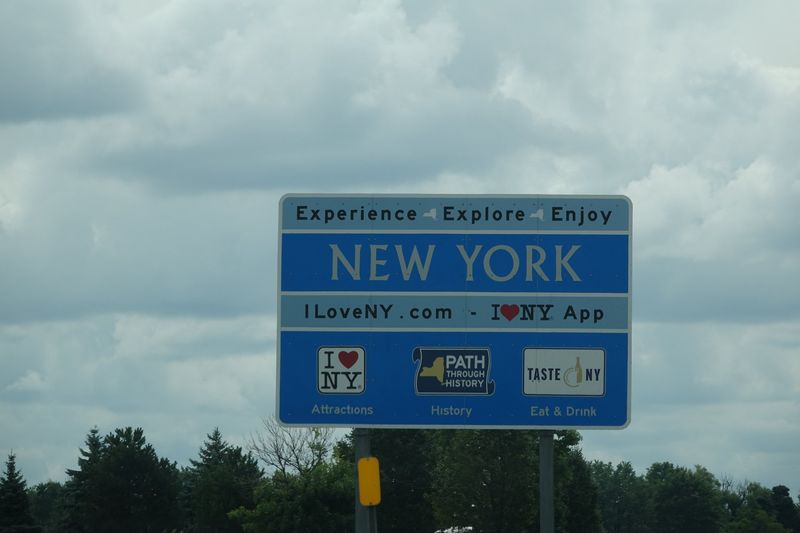 Experience Explore Enjoy
NEW YORK
ILoveNY.com - I❤NY App
I❤
NY
PATH
THROUGH
HISTORY
TASTE NY
Attractions History Eat & Drink